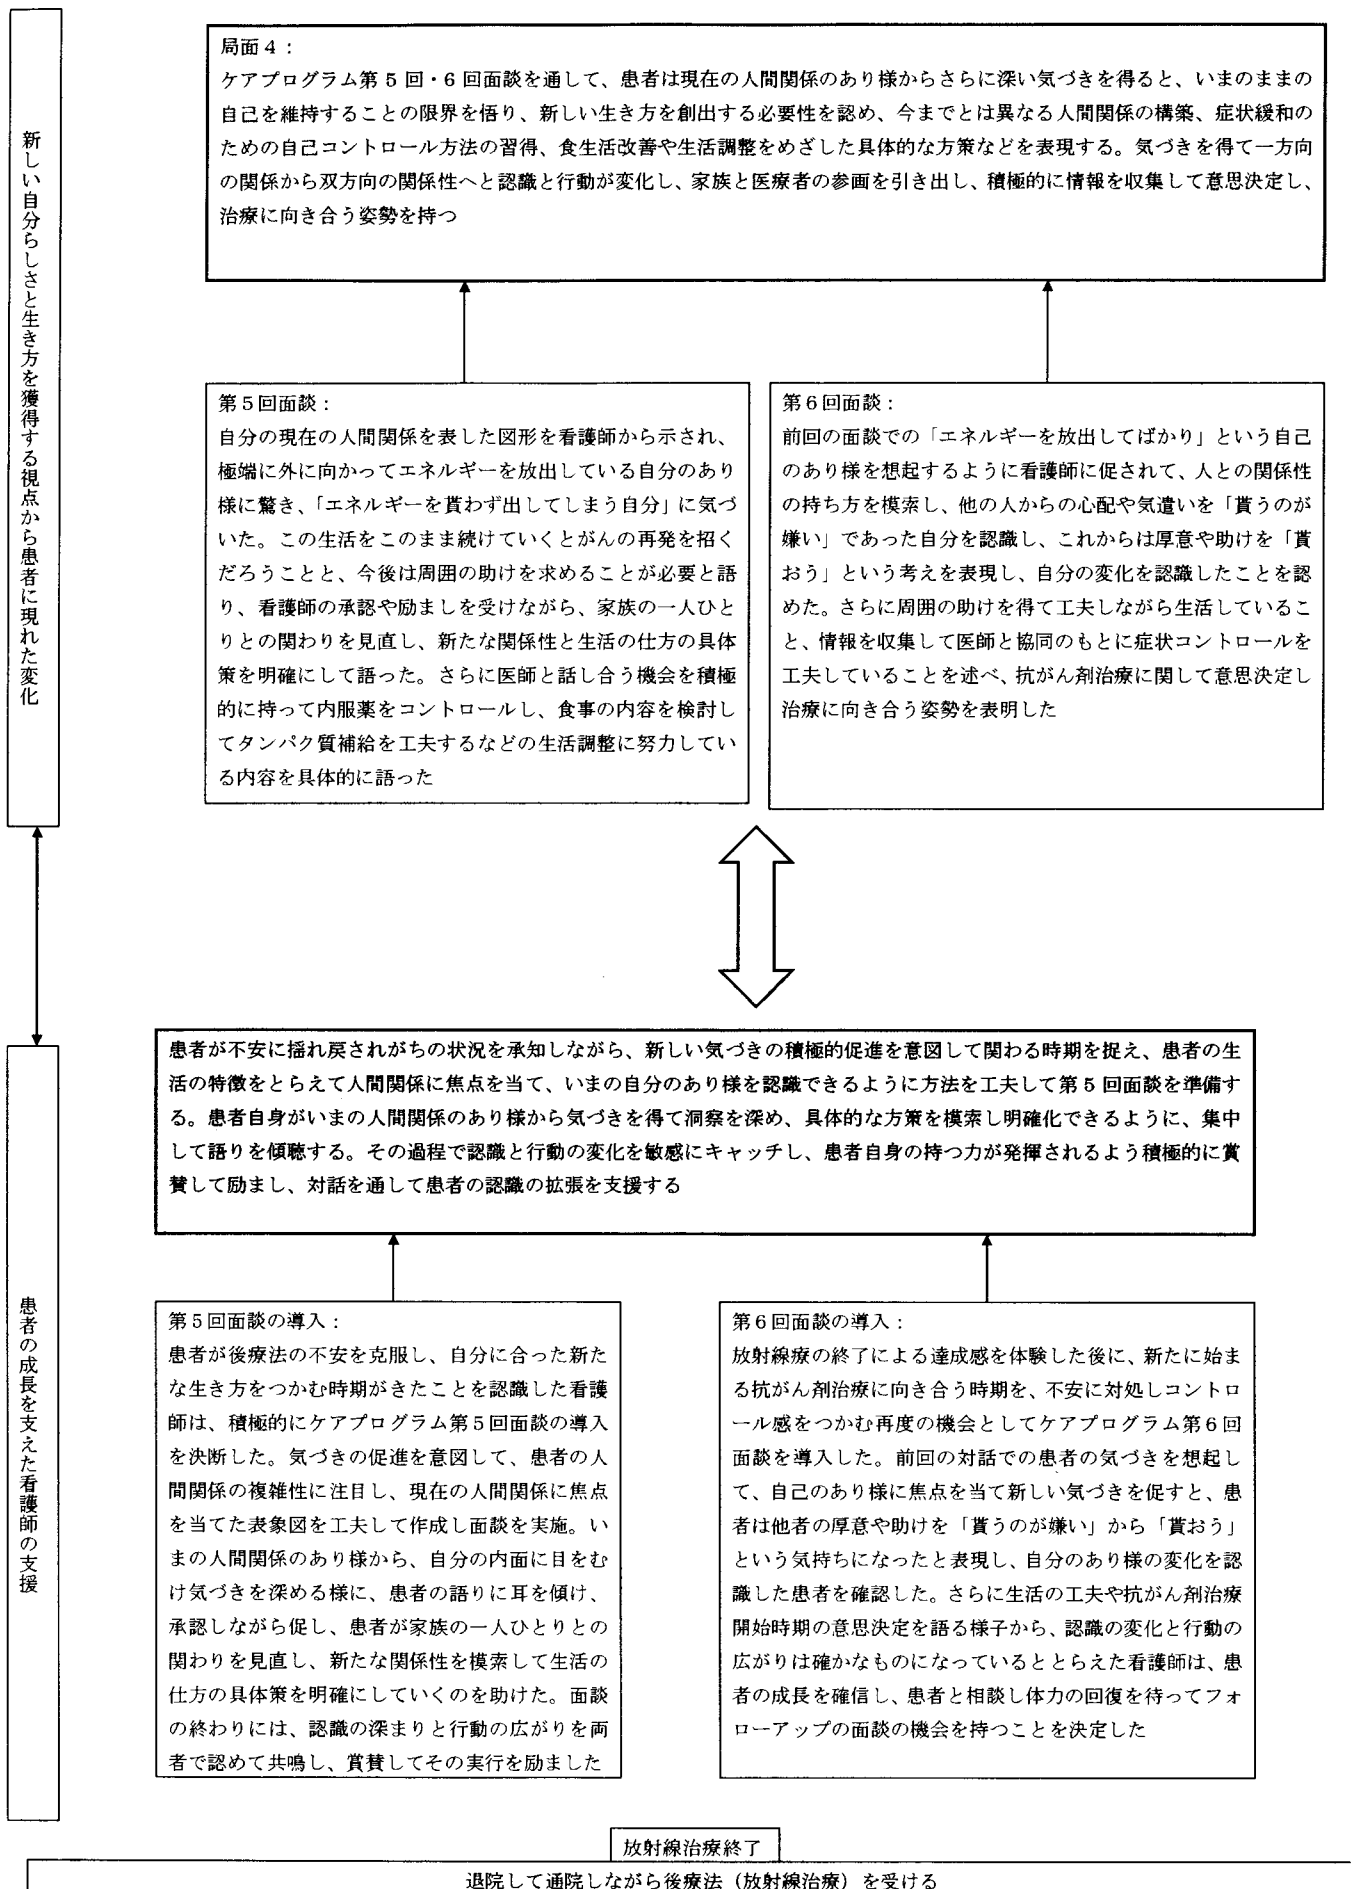 新しい自分らしさと生き方を獲得する視点から患者に現れた変化
局面4：
ケアプログラム第5回・6回面談を通して、患者は現在の人間関係のあり様からさらに深い気づきを得ると、いまのままの
自己を維持することの限界を悟り、新しい生き方を創出する必要性を認め、今までとは異なる人間関係の構築、症状緩和の
ための自己コントロール方法の習得、食生活改善や生活調整をめざした具体的な方策などを表現する。気づきを得て一方向
の関係から双方向の関係性へと認識と行動が変化し、家族と医療者の参画を引き出し、積極的に情報を収集して意思決定し、
治療に向き合う姿勢を持つ
第5回面談：
自分の現在の人間関係を表した図形を看護師から示され、
極端に外に向かってエネルギーを放出している自分のあり
様に驚き、「エネルギーを貰わず出してしまう自分」に気づ
いた。この生活をこのまま続けていくとがんの再発を招く
だろうことと、今後は周囲の助けを求めることが必要と語
り、看護師の承認や励ましを受けながら、家族の一人ひと
りとの関わりを見直し、新たな関係性と生活の仕方の具体
策を明確にして語った。さらに医師と話し合う機会を積極
的に持って内服薬をコントロールし、食事の内容を検討し
てタンパク質補給を工夫するなどの生活調整に努力してい
る内容を具体的に語った
第6回面談：
前回の面談での「エネルギーを放出してばかり」という自己
のあり様を想起するように看護師に促されて、人との関係性
の持ち方を模索し、他の人からの心配や気遣いを「貰うのが
嫌い」であった自分を認識し、これからは厚意や助けを「貰
おう」という考えを表現し、自分の変化を認識したことを認
めた。さらに周囲の助けを得て工夫しながら生活しているこ
と、情報を収集して医師と協同のもとに症状コントロールを
工夫していることを述べ、抗がん剤治療に関して意思決定し
治療に向き合う姿勢を表明した
患者の成長を支えた看護師の支援
患者が不安に揺れ戻されがちの状況を承知しながら、新しい気づきの積極的促進を意図して関わる時期を捉え、患者の生
活の特徴をとらえて人間関係に焦点を当て、いまの自分のあり様を認識できるように方法を工夫して第5回面談を準備す
る。患者自身がいまの人間関係のあり様から気づきを得て洞察を深め、具体的な方策を模索し明確化できるように、集中
して語りを傾聴する。その過程で認識と行動の変化を敏感にキャッチし、患者自身の持つ力が発揮されるよう積極的に賞
賛して励まし、対話を通して患者の認識の拡張を支援する
第5回面談の導入：
患者が後療法の不安を克服し、自分に合った新た
な生き方をつかむ時期がきたことを認識した看護
師は、積極的にケアプログラム第5回面談の導入
を決断した。気づきの促進を意図して、患者の人
間関係の複雑性に注目し、現在の人間関係に焦点
を当てた表象図を工夫して作成し面談を実施。い
まの人間関係のあり様から、自分の内面に目をむ
け気づきを深める様に、患者の語りに耳を傾け、
承認しながら促し、患者が家族の一人ひとりとの
関わりを見直し、新たな関係性を模索して生活の
仕方の具体策を明確にしていくのを助けた。面談
の終わりには、認識の深まりと行動の広がりを両
者で認めて共鳴し、賞賛してその実行を励ました
第6回面談の導入：
放射線療の終了による達成感を体験した後に、新たに始ま
る抗がん剤治療に向き合う時期を、不安に対処しコントロ
ール感をつかむ再度の機会としてケアプログラム第6回
面談を導入した。前回の対話での患者の気づきを想起し
て、自己のあり様に焦点を当て新しい気づきを促すと、患
者は他者の厚意や助けを「貰うのが嫌い」から「貰おう」
という気持ちになったと表現し、自分のあり様の変化を認
識した患者を確認した。さらに生活の工夫や抗がん剤治療
開始時期の意思決定を語る様子から、認識の変化と行動の
広がりは確かなものになっているととらえた看護師は、患
者の成長を確信し、患者と相談し体力の回復を待ってフォ
ローアップの面談の機会を持つことを決定した
放射線治療終了
退院して通院しながら後療法（放射線治療）を受ける